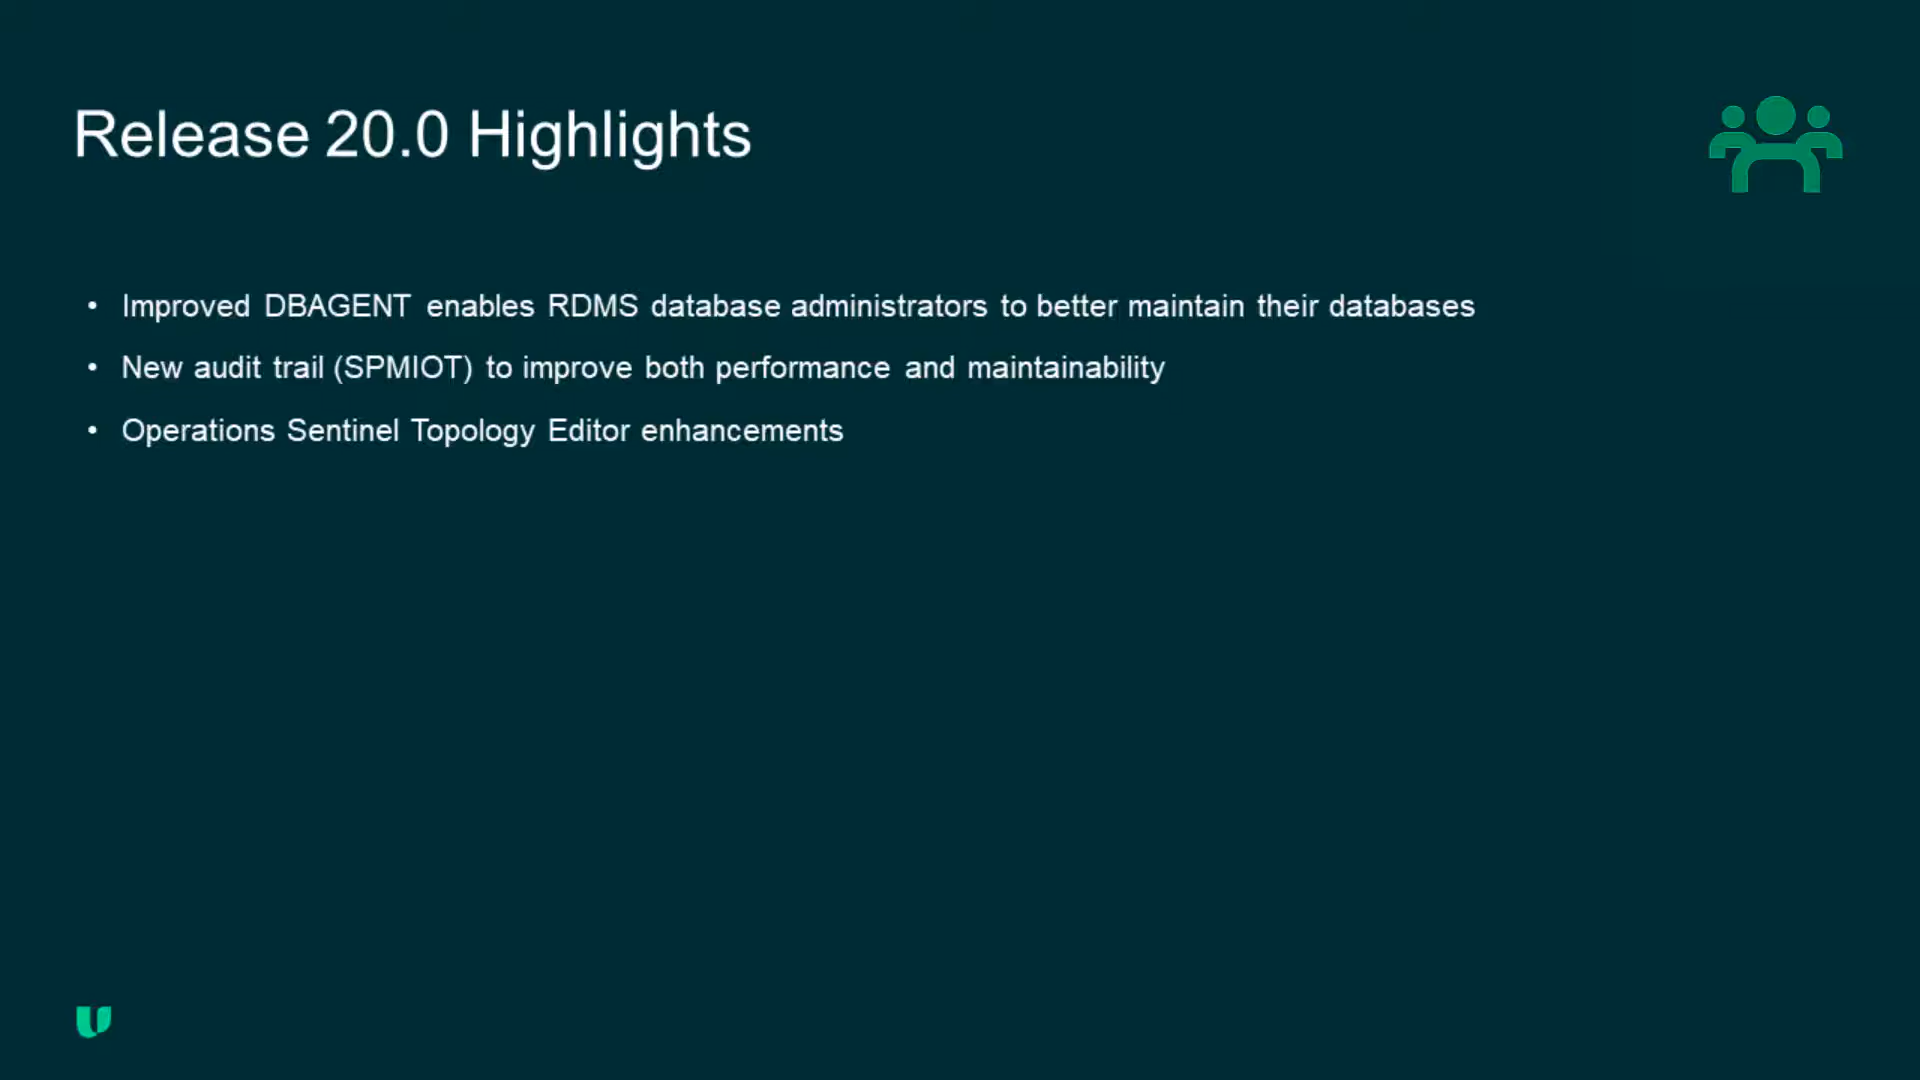 Release 20.0 Highlights
• Improved DBAGENT enables RDMS database administrators to better maintain their databases
• New audit trail (SPMIOT) to improve both performance and maintainability
• Operations Sentinel Topology Editor enhancements